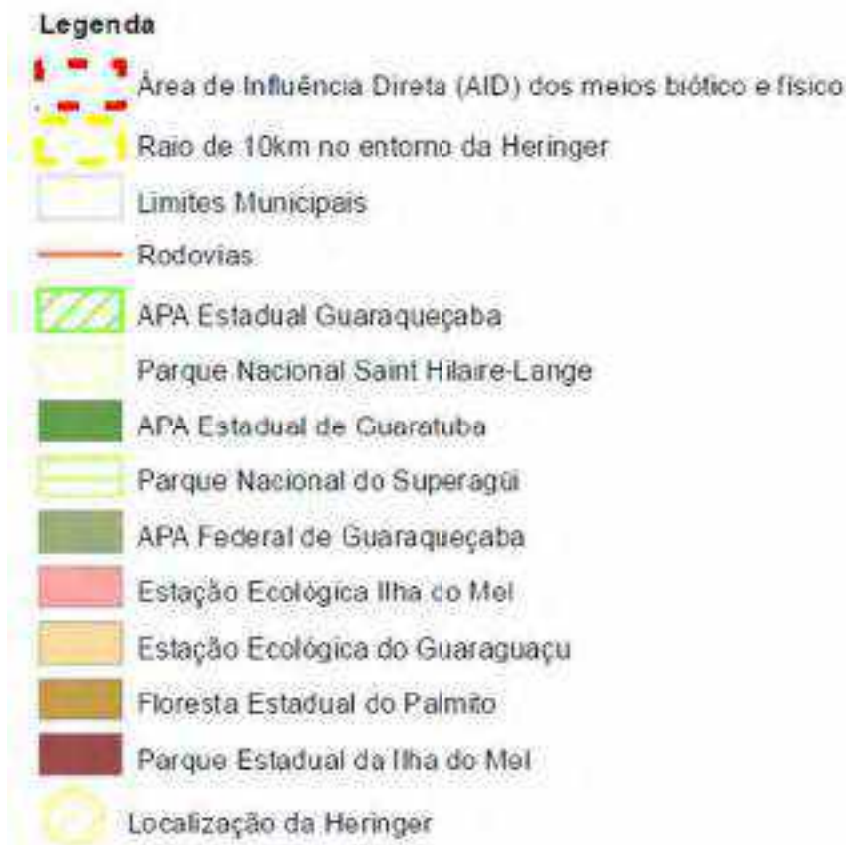 Legenda
Área de Influência Direta (AID) dos meios biótico e físico
Raio de 10km no entorno da Heringer
Limites Municipais
Rodovias
APA Estadual Guaraqueçaba
Parque Nacional Saint Hilaire-Lange
APA Estadual de Guaratuba
Parque Nacional do Superagüi
APA Federal de Guaraqueçaba
Estação Ecológica Ilha do Mel
Estação Ecológica do Guaraguaçu
Floresta Estadual do Palmito
Parque Estadual da Ilha do Mel
Localização da Heringer